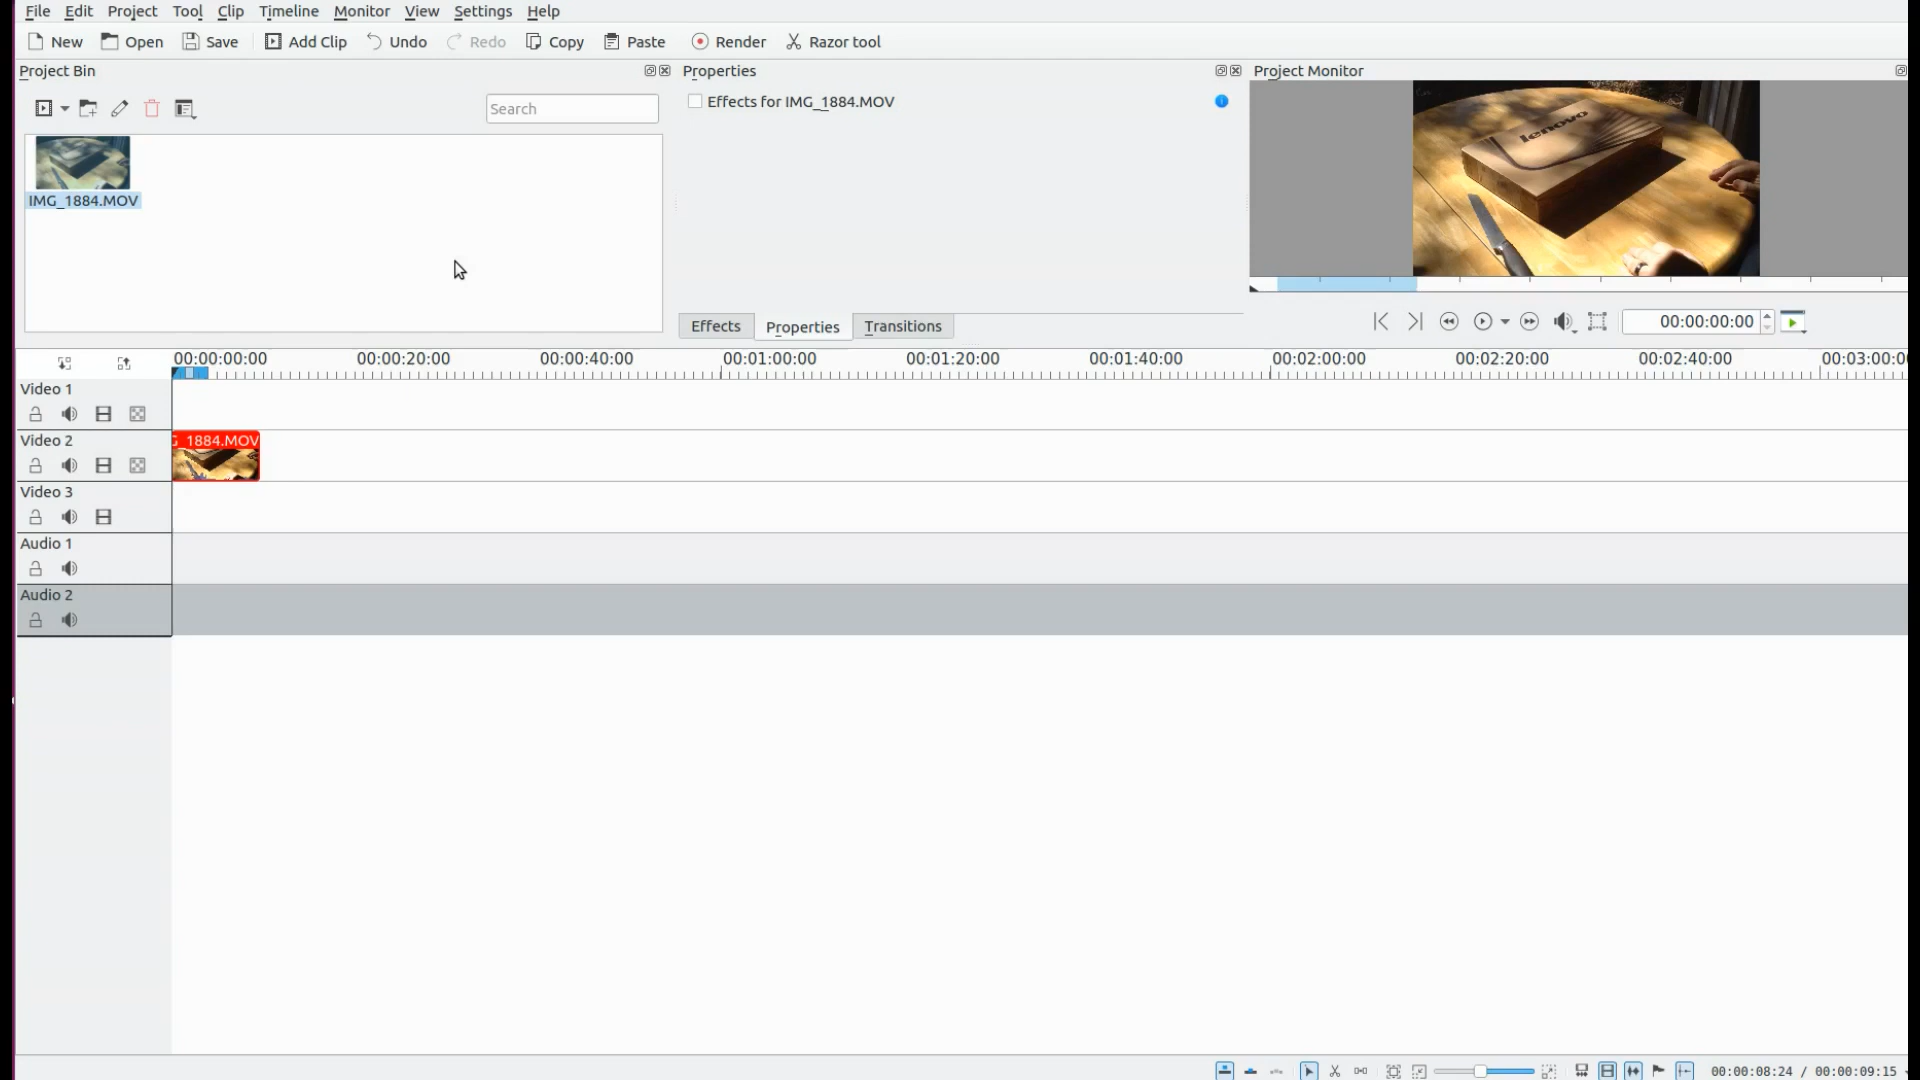 File Edit Project Tool Clip Timeline Monitor View Settings Help
New Open Save Add Clip Undo Redo Copy Paste Render Razor tool
Project Bin Properties Project Monitor
Search
Effects for IMG_1884.MOV
lenovo
IMG_1884.MOV
Effects Properties Transitions
00:00:00:00
00:00:00:00 00:00:20:00 00:00:40:00 00:01:00:00 00:01:20:00 00:01:40:00 00:02:00:00 00:02:20:00 00:02:40:00 00:03:00:0
Video 1
Video 2
G_1884.MOV
Video 3
Audio 1
Audio 2
00:00:08:24 / 00:00:09:15